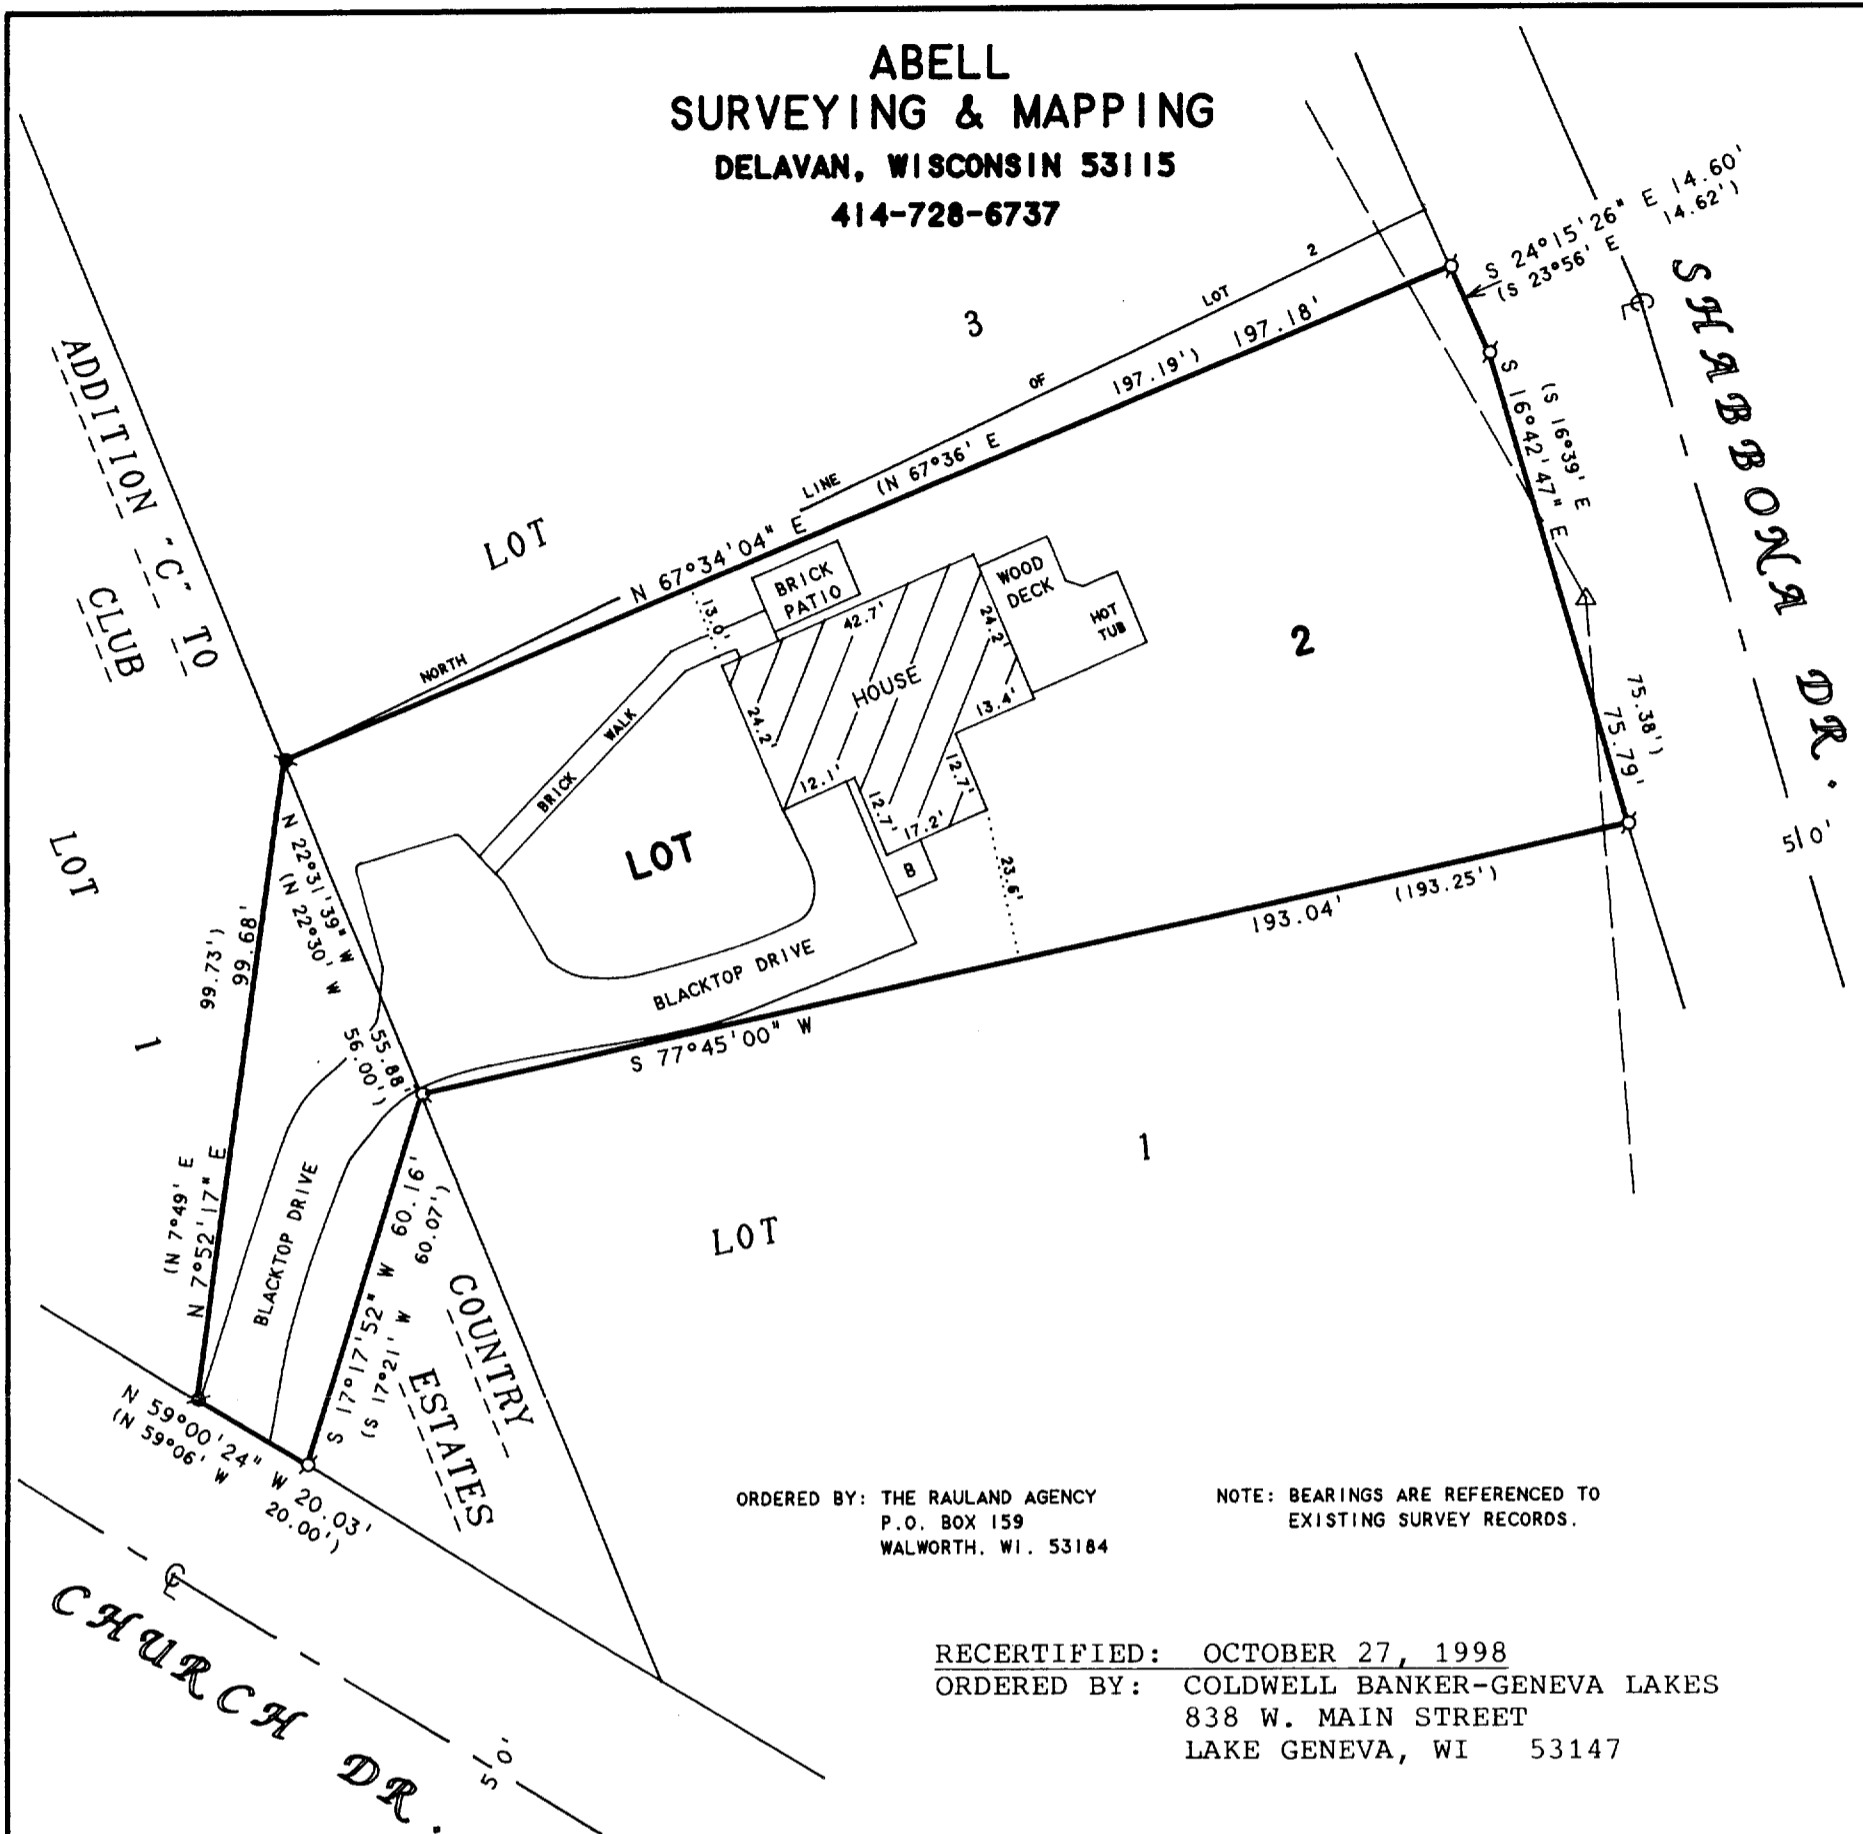 ABELL
SURVEYING & MAPPING
DELAVAN, WISCONSIN 53115
414-728-6737
S 24°15'26" E 14.60'
(S 23°56' E 14.62')
SHABBONA DR.
℄
50'
3
LOT
NORTH LINE OF LOT 2
N 67°34'04" E 197.18'
(N 67°36' E 197.19')
(S 16°39' E 75.38')
S 16°42'47" E 75.79'
ADDITION "C" TO
CLUB
COUNTRY
ESTATES
BRICK
PATIO
13.0'
42.7'
WOOD
DECK
HOT
TUB
24.2'
HOUSE
24.2'
13.4'
12.1'
12.7'
12.7'
17.2'
B
23.6'
BRICK WALK
LOT
2
BLACKTOP DRIVE
193.04' (193.25')
S 77°45'00" W
LOT
1
N 22°31'39" W 55.88'
(N 22°30' W 56.00')
99.73')
99.68'
(N 7°49' E
N 7°52'17" E
BLACKTOP DRIVE
S 17°17'52" W 60.16'
(S 17°21' W 60.07')
LOT
1
N 59°00'24" W 20.03'
(N 59°06' W 20.00')
℄
CHURCH DR.
50'
ORDERED BY: THE RAULAND AGENCY
P.O. BOX 159
WALWORTH, WI. 53184
NOTE: BEARINGS ARE REFERENCED TO
EXISTING SURVEY RECORDS.
RECERTIFIED: OCTOBER 27, 1998
ORDERED BY: COLDWELL BANKER-GENEVA LAKES
838 W. MAIN STREET
LAKE GENEVA, WI 53147